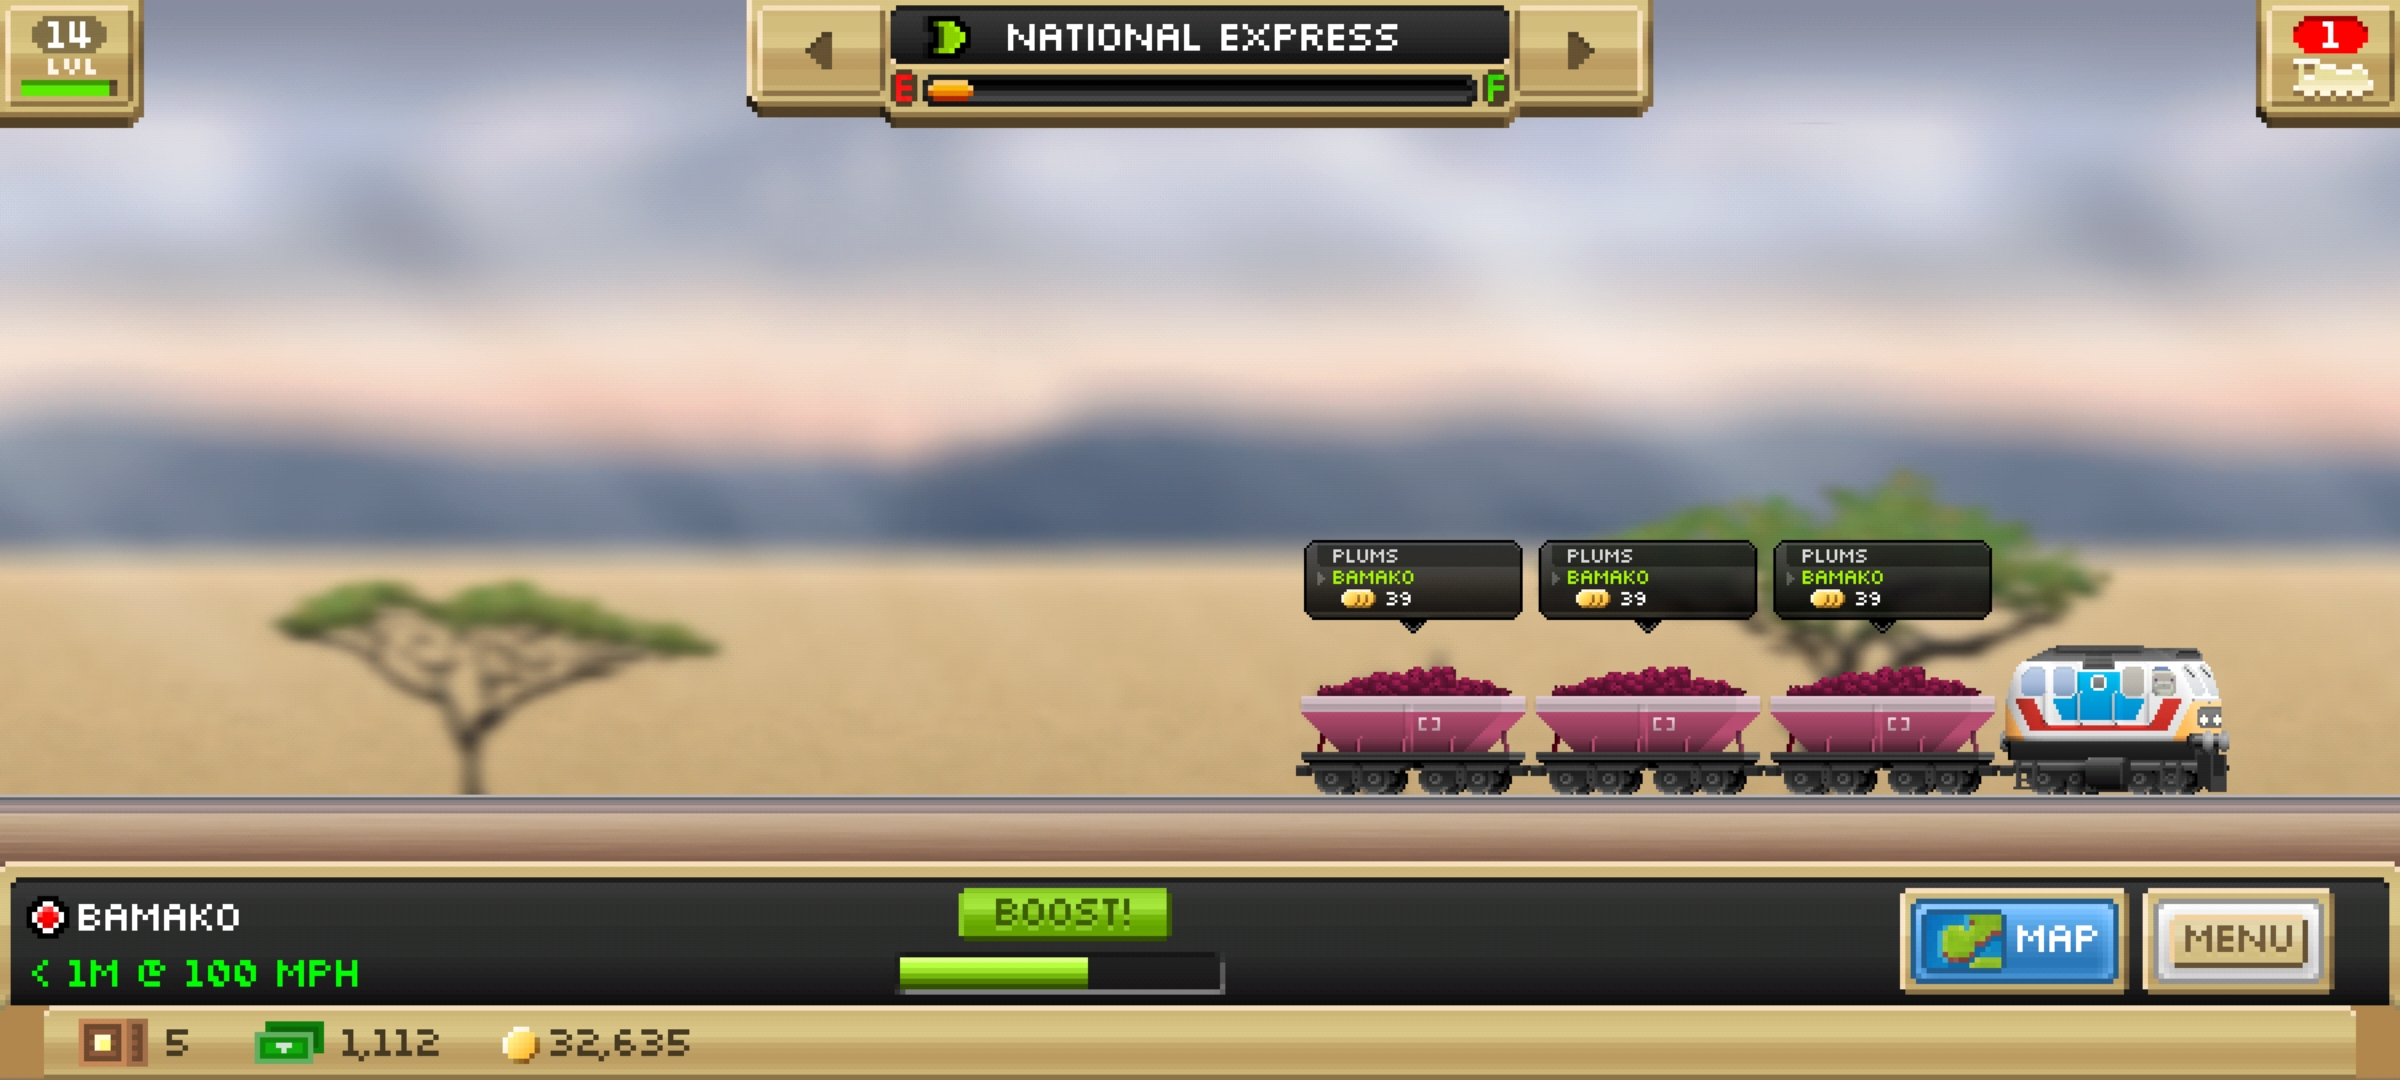 14
LVL
NATIONAL EXPRESS
E F
1
PLUMS
BAMAKO
39
PLUMS
BAMAKO
39
PLUMS
BAMAKO
39
BAMAKO
< 1M @ 100 MPH
BOOST!
MAP
MENU
5 1,112 32,635